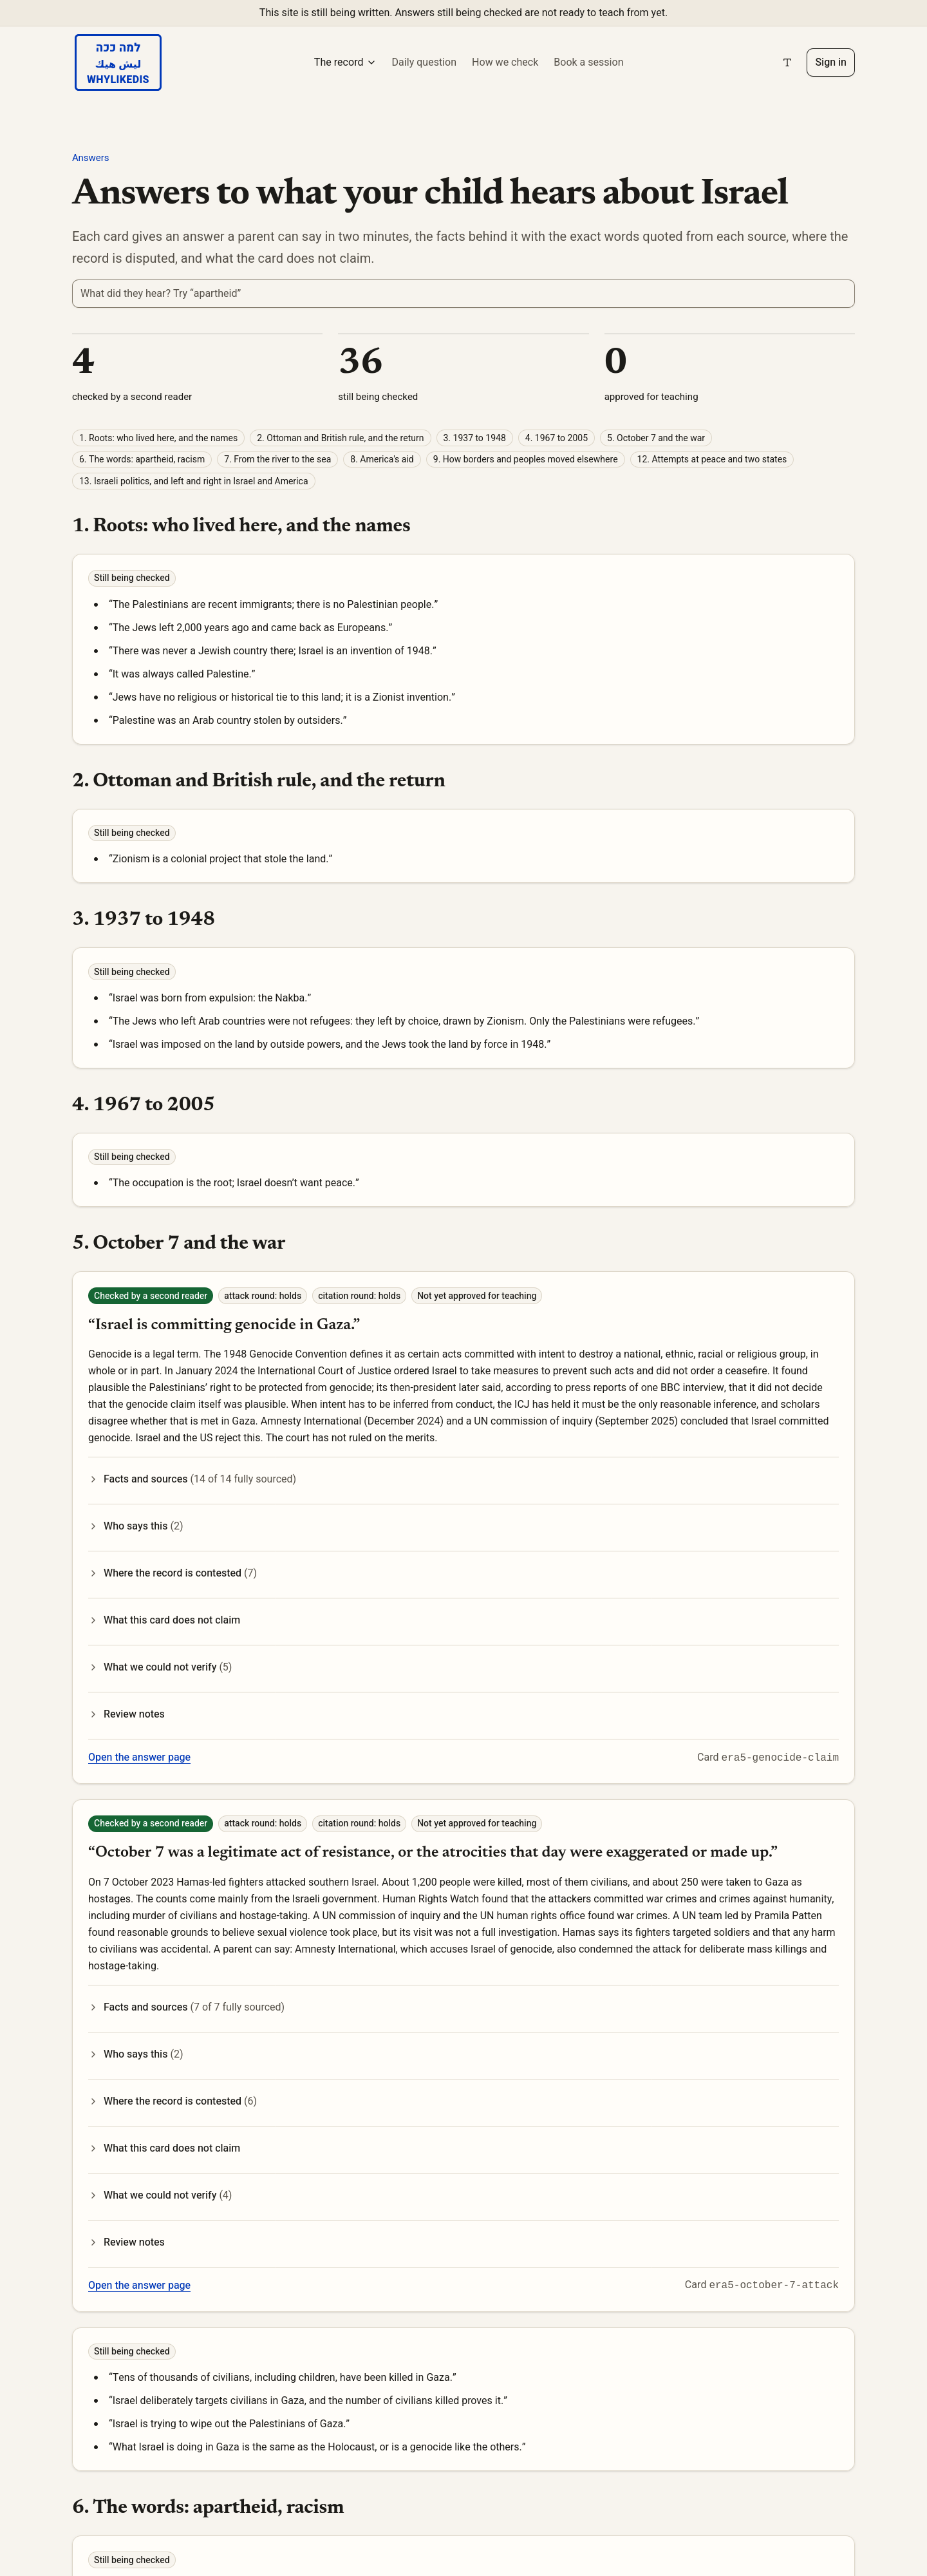 This site is still being written. Answers still being checked are not ready to teach from yet.
למה ככה
ليش هيك
WHYLIKEDIS
The record
Daily question
How we check
Book a session
T
Sign in
Answers
Answers to what your child hears about Israel
Each card gives an answer a parent can say in two minutes, the facts behind it with the exact words quoted from each source, where the
record is disputed, and what the card does not claim.
What did they hear? Try “apartheid”
4
checked by a second reader
36
still being checked
0
approved for teaching
1. Roots: who lived here, and the names
2. Ottoman and British rule, and the return
3. 1937 to 1948
4. 1967 to 2005
5. October 7 and the war
6. The words: apartheid, racism
7. From the river to the sea
8. America’s aid
9. How borders and peoples moved elsewhere
12. Attempts at peace and two states
13. Israeli politics, and left and right in Israel and America
1. Roots: who lived here, and the names
Still being checked
“The Palestinians are recent immigrants; there is no Palestinian people.”
“The Jews left 2,000 years ago and came back as Europeans.”
“There was never a Jewish country there; Israel is an invention of 1948.”
“It was always called Palestine.”
“Jews have no religious or historical tie to this land; it is a Zionist invention.”
“Palestine was an Arab country stolen by outsiders.”
2. Ottoman and British rule, and the return
Still being checked
“Zionism is a colonial project that stole the land.”
3. 1937 to 1948
Still being checked
“Israel was born from expulsion: the Nakba.”
“The Jews who left Arab countries were not refugees: they left by choice, drawn by Zionism. Only the Palestinians were refugees.”
“Israel was imposed on the land by outside powers, and the Jews took the land by force in 1948.”
4. 1967 to 2005
Still being checked
“The occupation is the root; Israel doesn’t want peace.”
5. October 7 and the war
Checked by a second reader
attack round: holds
citation round: holds
Not yet approved for teaching
“Israel is committing genocide in Gaza.”
Genocide is a legal term. The 1948 Genocide Convention defines it as certain acts committed with intent to destroy a national, ethnic, racial or religious group, in
whole or in part. In January 2024 the International Court of Justice ordered Israel to take measures to prevent such acts and did not order a ceasefire. It found
plausible the Palestinians’ right to be protected from genocide; its then-president later said, according to press reports of one BBC interview, that it did not decide
that the genocide claim itself was plausible. When intent has to be inferred from conduct, the ICJ has held it must be the only reasonable inference, and scholars
disagree whether that is met in Gaza. Amnesty International (December 2024) and a UN commission of inquiry (September 2025) concluded that Israel committed
genocide. Israel and the US reject this. The court has not ruled on the merits.
Facts and sources (14 of 14 fully sourced)
Who says this (2)
Where the record is contested (7)
What this card does not claim
What we could not verify (5)
Review notes
Open the answer page
Card era5-genocide-claim
Checked by a second reader
attack round: holds
citation round: holds
Not yet approved for teaching
“October 7 was a legitimate act of resistance, or the atrocities that day were exaggerated or made up.”
On 7 October 2023 Hamas-led fighters attacked southern Israel. About 1,200 people were killed, most of them civilians, and about 250 were taken to Gaza as
hostages. The counts come mainly from the Israeli government. Human Rights Watch found that the attackers committed war crimes and crimes against humanity,
including murder of civilians and hostage-taking. A UN commission of inquiry and the UN human rights office found war crimes. A UN team led by Pramila Patten
found reasonable grounds to believe sexual violence took place, but its visit was not a full investigation. Hamas says its fighters targeted soldiers and that any harm
to civilians was accidental. A parent can say: Amnesty International, which accuses Israel of genocide, also condemned the attack for deliberate mass killings and
hostage-taking.
Facts and sources (7 of 7 fully sourced)
Who says this (2)
Where the record is contested (6)
What this card does not claim
What we could not verify (4)
Review notes
Open the answer page
Card era5-october-7-attack
Still being checked
“Tens of thousands of civilians, including children, have been killed in Gaza.”
“Israel deliberately targets civilians in Gaza, and the number of civilians killed proves it.”
“Israel is trying to wipe out the Palestinians of Gaza.”
“What Israel is doing in Gaza is the same as the Holocaust, or is a genocide like the others.”
6. The words: apartheid, racism
Still being checked